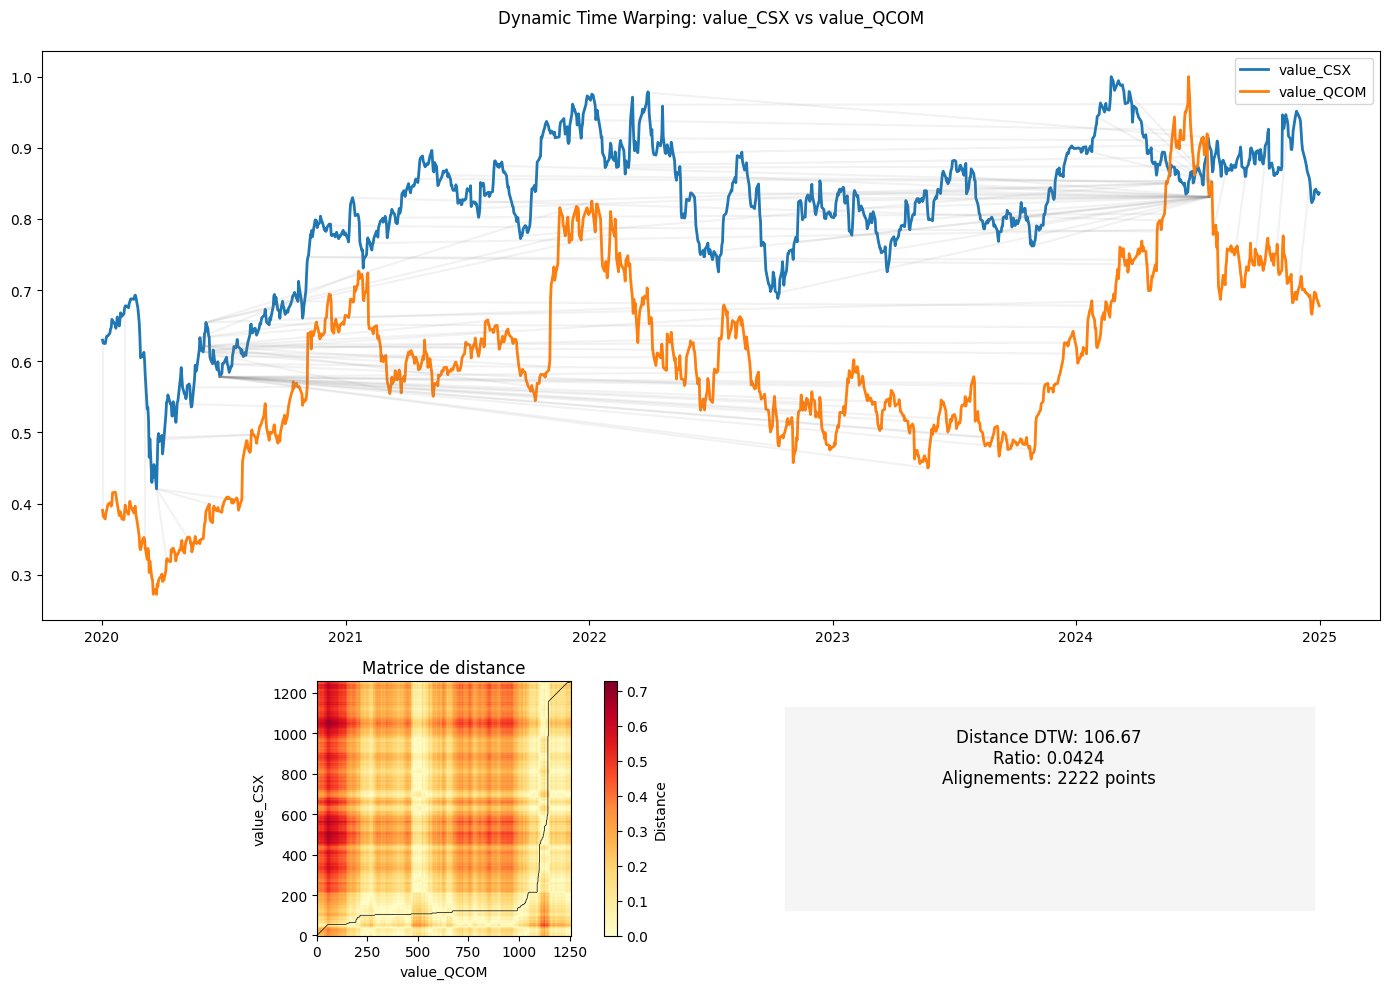 Dynamic Time Warping: value_CSX vs value_QCOM
value_CSX
value_QCOM
1.0
0.9
0.8
0.7
0.6
0.5
0.4
0.3
2020 2021 2022 2023 2024 2025
Matrice de distance
value_CSX
1200
1000
800
600
400
200
0
0 250 500 750 1000 1250
value_QCOM
0.7
0.6
0.5
0.4
0.3
0.2
0.1
0.0
Distance
Distance DTW: 106.67
Ratio: 0.0424
Alignements: 2222 points